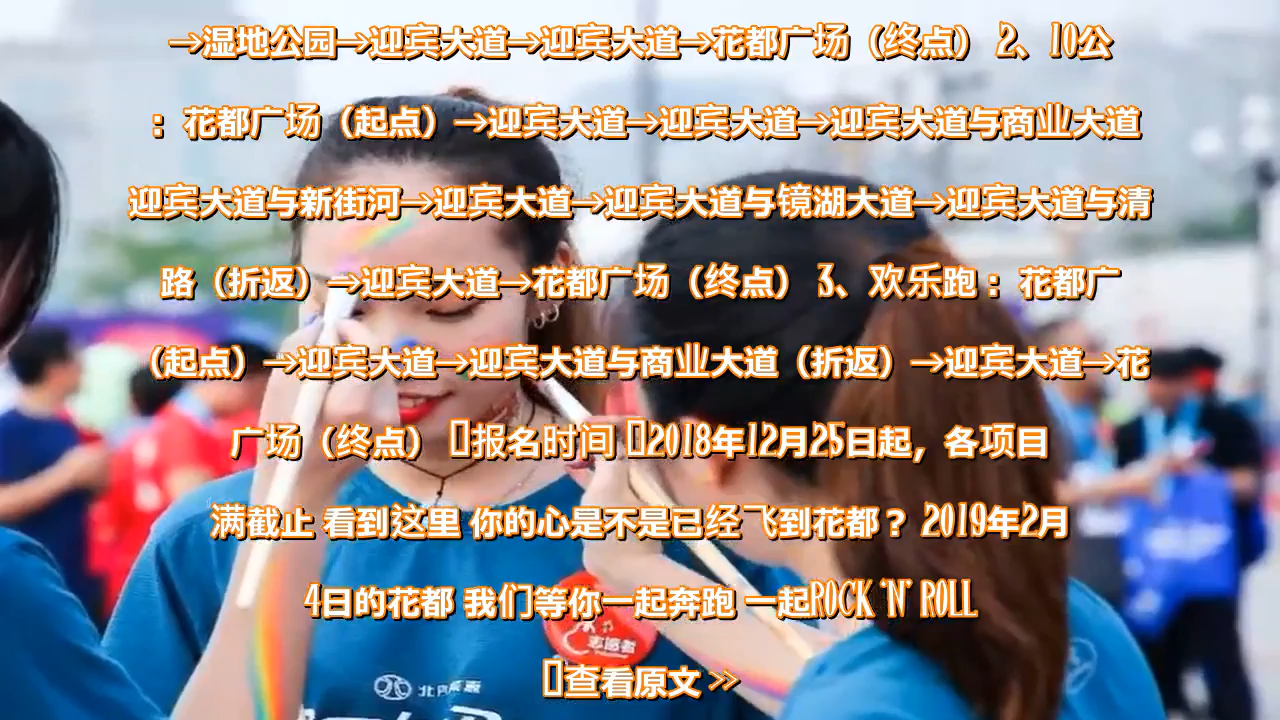 →湿地公园→迎宾大道→迎宾大道→花都广场（终点） 2、10公
：花都广场（起点）→迎宾大道→迎宾大道→迎宾大道与商业大道
迎宾大道与新街河→迎宾大道→迎宾大道与镜湖大道→迎宾大道与清
路（折返）→迎宾大道→花都广场（终点） 3、欢乐跑 ：花都广
（起点）→迎宾大道→迎宾大道与商业大道（折返）→迎宾大道→花
广场（终点） 报名时间 2018年12月25日起，各项目
满截止 看到这里 你的心是不是已经飞到花都？ 2019年2月
4日的花都 我们等你一起奔跑 一起ROCK 'N' ROLL
查看原文 >>
志愿者